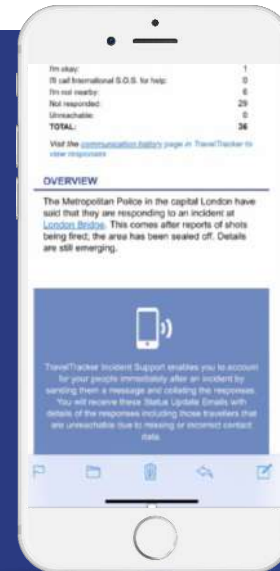 I'm okay: 1
I'll call International S.O.S. for help: 0
I'm not nearby: 6
Not responded: 29
Unreachable: 0
TOTAL: 36
Visit the communication history page in TravelTracker to
view responses
OVERVIEW
The Metropolitan Police in the capital London have
said that they are responding to an incident at
London Bridge. This comes after reports of shots
being fired; the area has been sealed off. Details
are still emerging.
TravelTracker Incident Support enables you to account
for your people immediately after an incident by
sending them a message and collating the responses.
You will receive these Status Update Emails with
details of the responses including those travellers that
are unreachable due to missing or incorrect contact
data.